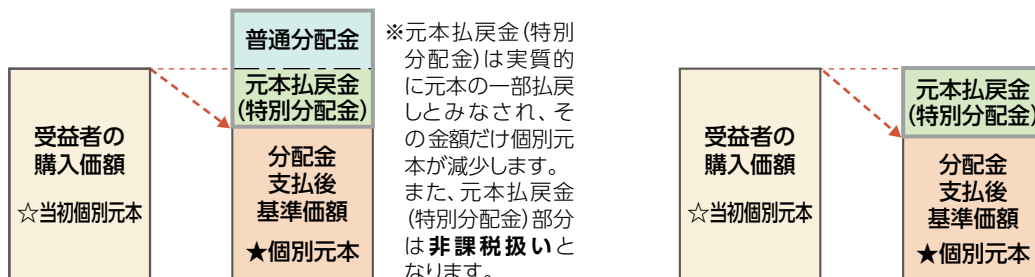 受益者の
購入価額
☆当初個別元本
普通分配金
元本払戻金
(特別分配金)
分配金
支払後
基準価額
★個別元本
※元本払戻金(特別
分配金)は実質的
に元本の一部払戻
しとみなされ、そ
の金額だけ個別元
本が減少します。
また、元本払戻金
(特別分配金)部分
は非課税扱いと
なります。
受益者の
購入価額
☆当初個別元本
元本払戻金
(特別分配金)
分配金
支払後
基準価額
★個別元本